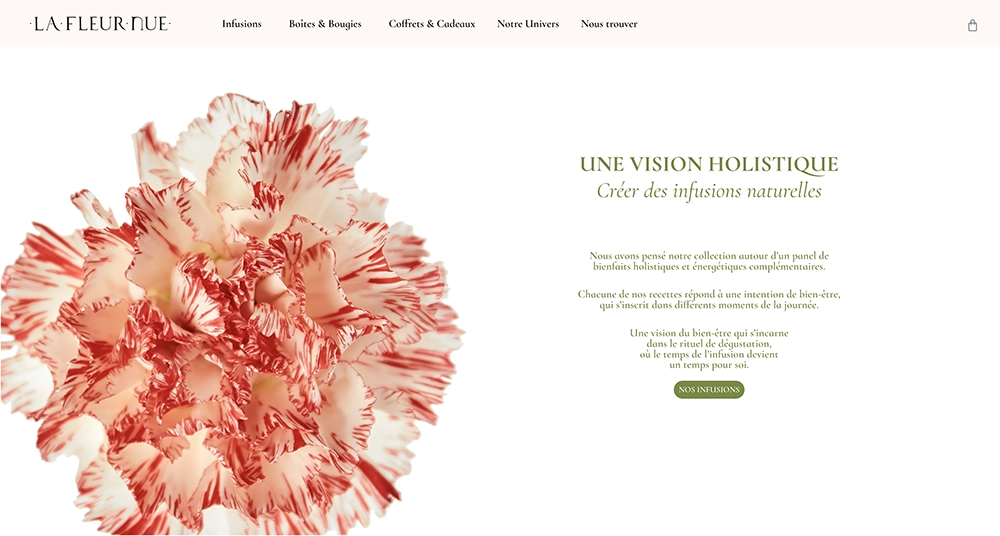 ·LA·FLEUR·NUE·
Infusions
Boîtes & Bougies
Coffrets & Cadeaux
Notre Univers
Nous trouver
UNE VISION HOLISTIQUE
Créer des infusions naturelles
Nous avons pensé notre collection autour d'un panel de
bienfaits holistiques et énergétiques complémentaires.
Chacune de nos recettes répond à une intention de bien-être,
qui s'inscrit dans différents moments de la journée.
Une vision du bien-être qui s'incarne
dans le rituel de dégustation,
où le temps de l'infusion devient
un temps pour soi.
NOS INFUSIONS